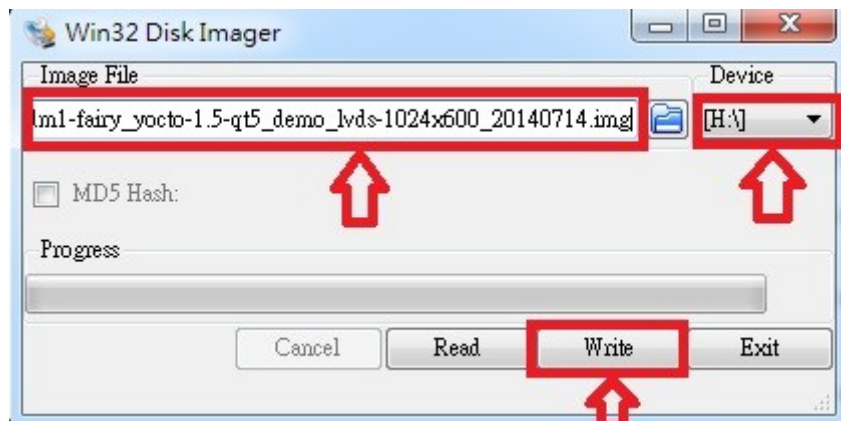 Win32 Disk Imager
Image File
Device
lm1-fairy_yocto-1.5-qt5_demo_lvds-1024x600_20140714.img
[H:\]
MD5 Hash:
Progress
Cancel
Read
Write
Exit